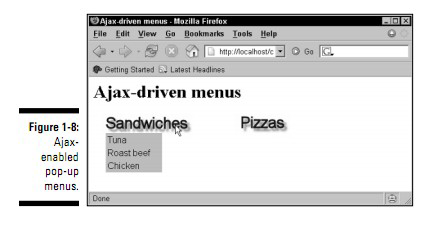 Ajax-driven menus - Mozilla Firefox
File Edit View Go Bookmarks Tools Help
http://localhost/c Go
Getting Started Latest Headlines
Ajax-driven menus
Sandwiches Pizzas
Tuna
Roast beef
Chicken
Done
Figure 1-8:
Ajax-
enabled
pop-up
menus.